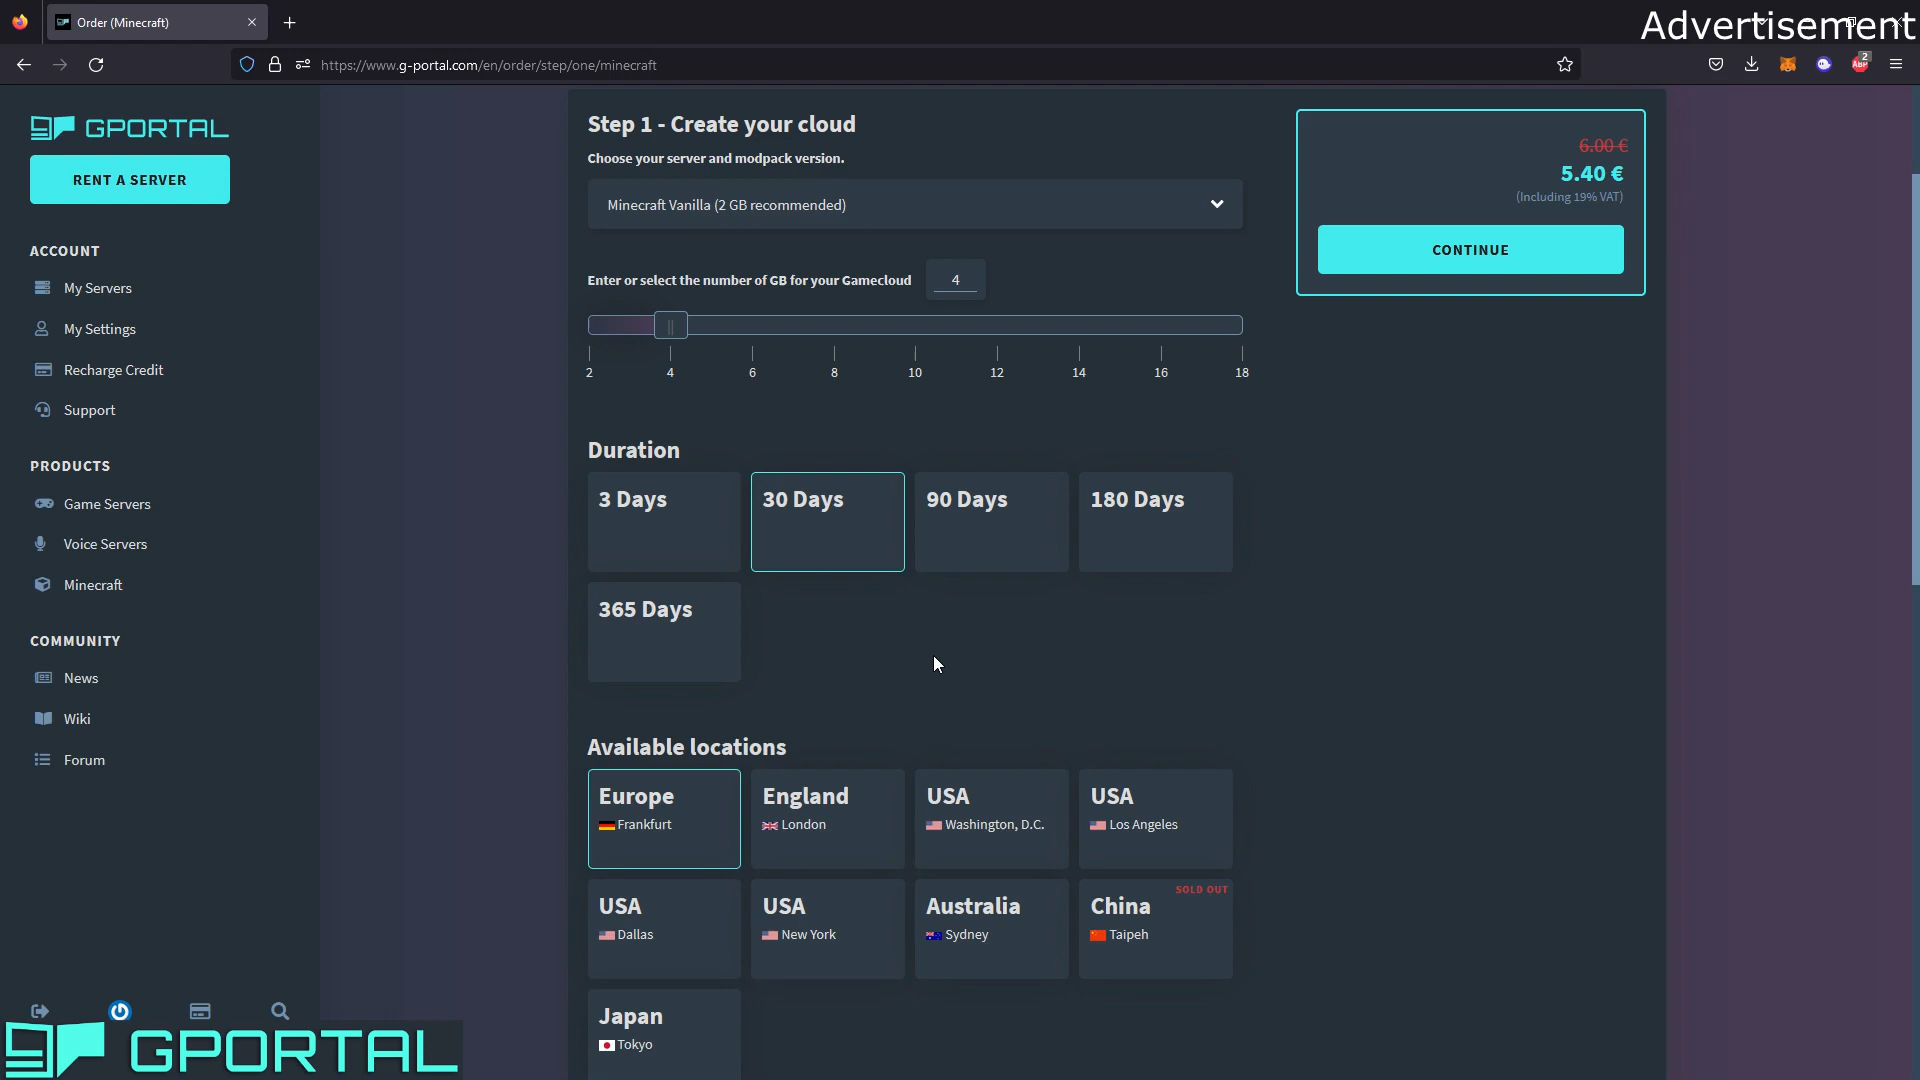 Order (Minecraft)
Advertisement
https://www.g-portal.com/en/order/step/one/minecraft
2
ABP
GPORTAL
RENT A SERVER
ACCOUNT
My Servers
My Settings
Recharge Credit
Support
PRODUCTS
Game Servers
Voice Servers
Minecraft
COMMUNITY
News
Wiki
Forum
Step 1 - Create your cloud
Choose your server and modpack version.
Minecraft Vanilla (2 GB recommended)
Enter or select the number of GB for your Gamecloud 4
2 4 6 8 10 12 14 16 18
Duration
3 Days
30 Days
90 Days
180 Days
365 Days
Available locations
Europe
Frankfurt
England
London
USA
Washington, D.C.
USA
Los Angeles
USA
Dallas
USA
New York
Australia
Sydney
SOLD OUT
China
Taipeh
Japan
Tokyo
6.00 €
5.40 €
(Including 19% VAT)
CONTINUE
GPORTAL